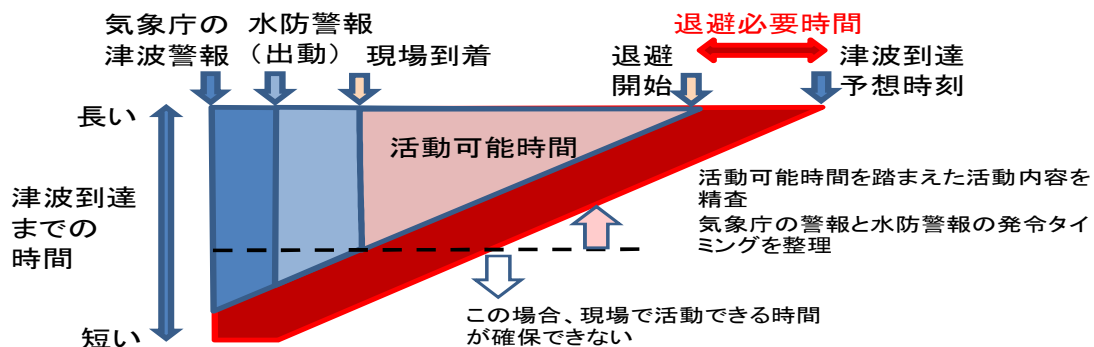 退避必要時間
気象庁の
津波警報
水防警報
（出動）
現場到着
退避
開始
津波到達
予想時刻
長い
津波到達
までの
時間
短い
活動可能時間
活動可能時間を踏まえた活動内容を
精査
気象庁の警報と水防警報の発令タイ
ミングを整理
この場合、現場で活動できる時間
が確保できない